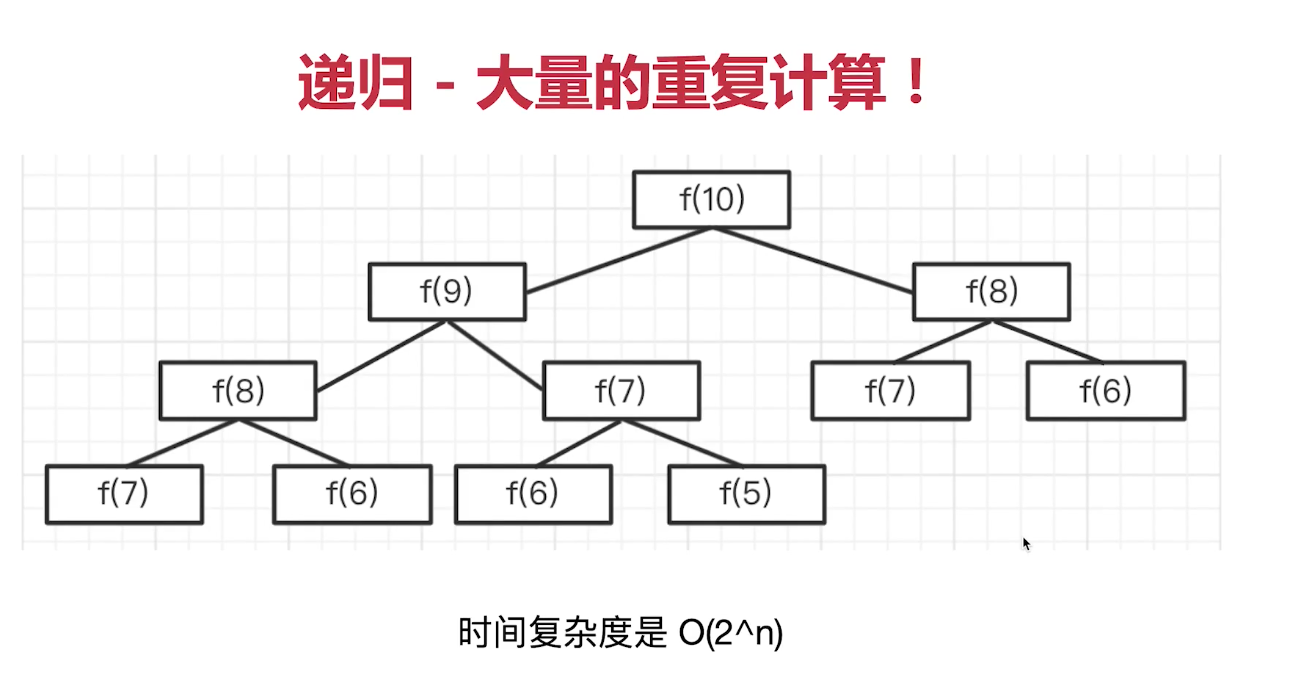 递归 - 大量的重复计算！
f(10)
f(9)
f(8)
f(8)
f(7)
f(7)
f(6)
f(7)
f(6)
f(6)
f(5)
时间复杂度是 O(2^n)